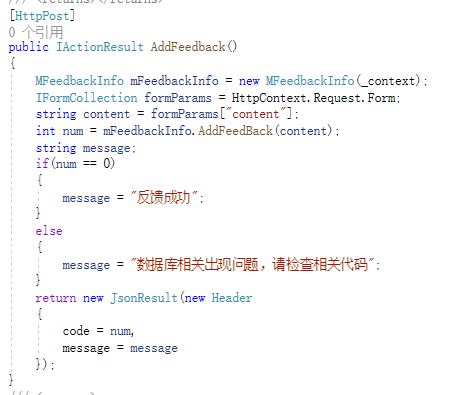 /// <returns></returns>
[HttpPost]
0 个引用
public IActionResult AddFeedback()
{
MFeedbackInfo mFeedbackInfo = new MFeedbackInfo(_context);
IFormCollection formParams = HttpContext.Request.Form;
string content = formParams["content"];
int num = mFeedbackInfo.AddFeedBack(content);
string message;
if(num == 0)
{
message = "反馈成功";
}
else
{
message = "数据库相关出现问题，请检查相关代码";
}
return new JsonResult(new Header
{
code = num,
message = message
});
}